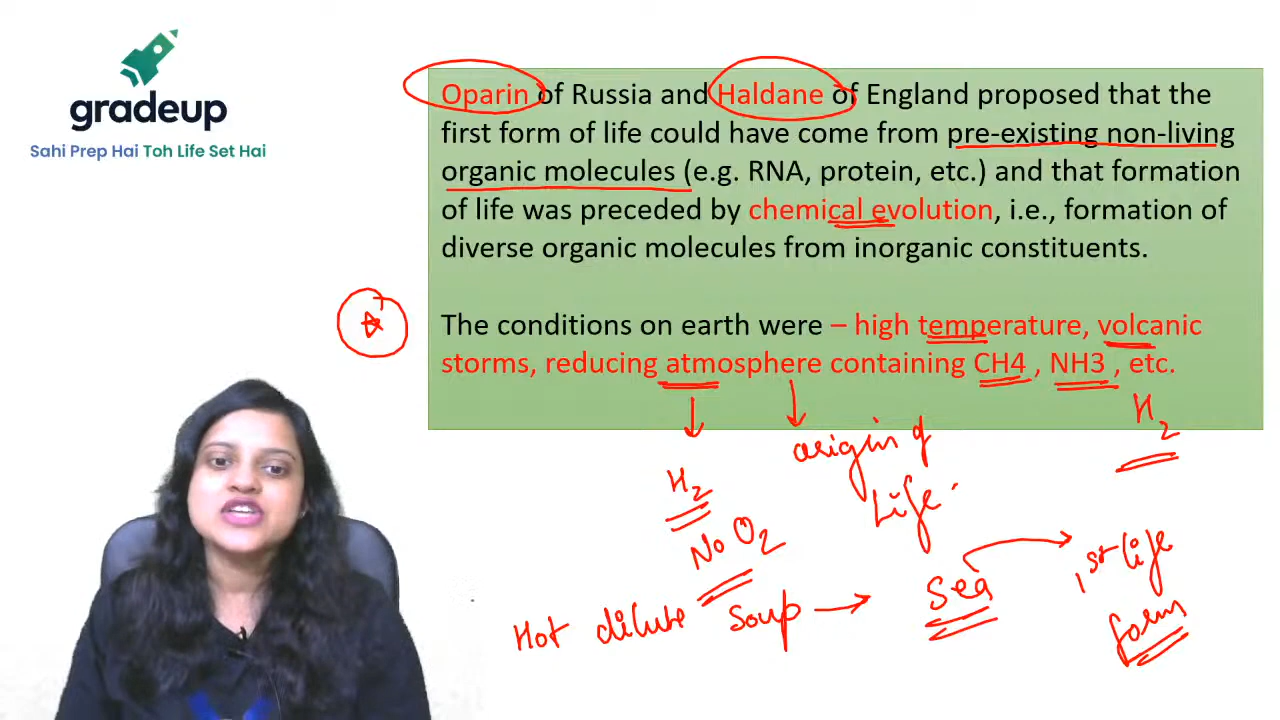 gradeup
Sahi Prep Hai Toh Life Set Hai
Oparin of Russia and Haldane of England proposed that the
first form of life could have come from pre-existing non-living
organic molecules (e.g. RNA, protein, etc.) and that formation
of life was preceded by chemical evolution, i.e., formation of
diverse organic molecules from inorganic constituents.
The conditions on earth were – high temperature, volcanic
storms, reducing atmosphere containing CH4 , NH3 , etc.
H2
origin of
Life
H2
No O2
1st life
form
Hot dilute Soup → Sea